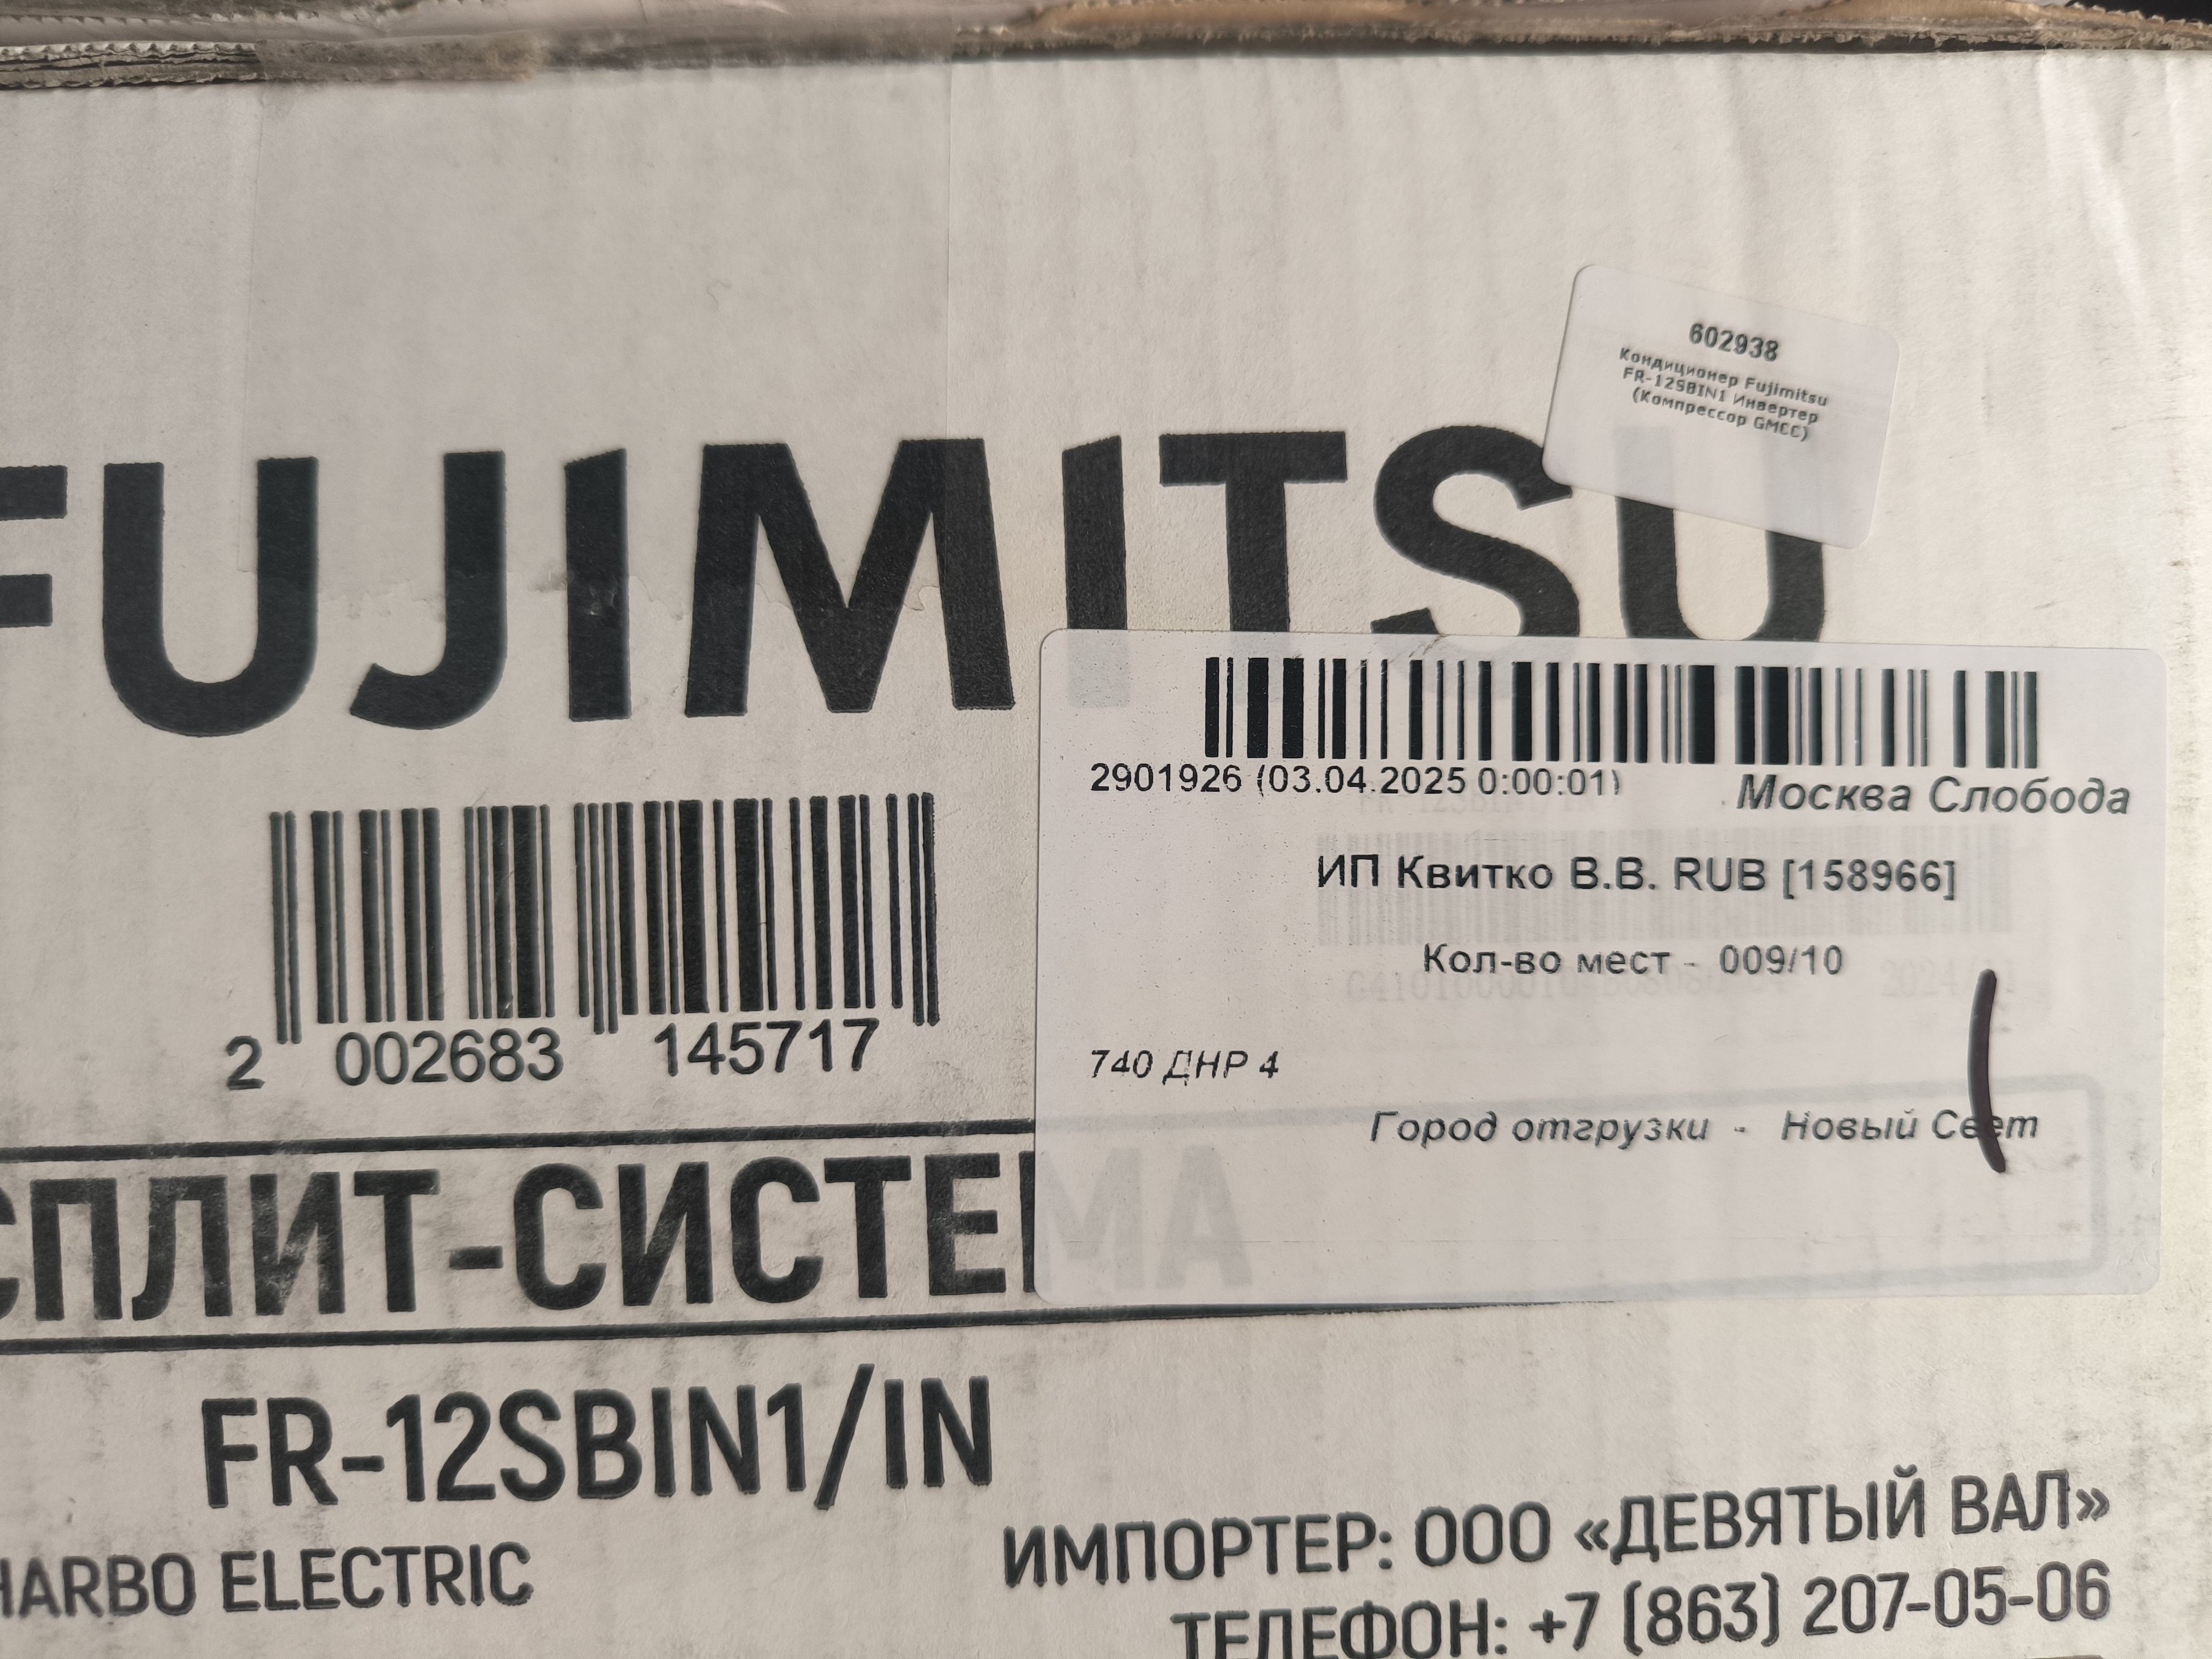 602938
Кондиционер Fujimitsu
FR-12SBIN1 Инвертер
(Компрессор GMCC)
FUJIMITSU
2901926 (03.04.2025 0:00:01)
Москва Слобода
ИП Квитко В.В. RUB [158966]
Кол-во мест - 009/10
740 ДНР 4
Город отгрузки - Новый Свет
2 002683 145717
СПЛИТ-СИСТЕМА
FR-12SBIN1/IN
HARBO ELECTRIC
ИМПОРТЕР: ООО «ДЕВЯТЫЙ ВАЛ»
ТЕЛЕФОН: +7 (863) 207-05-06